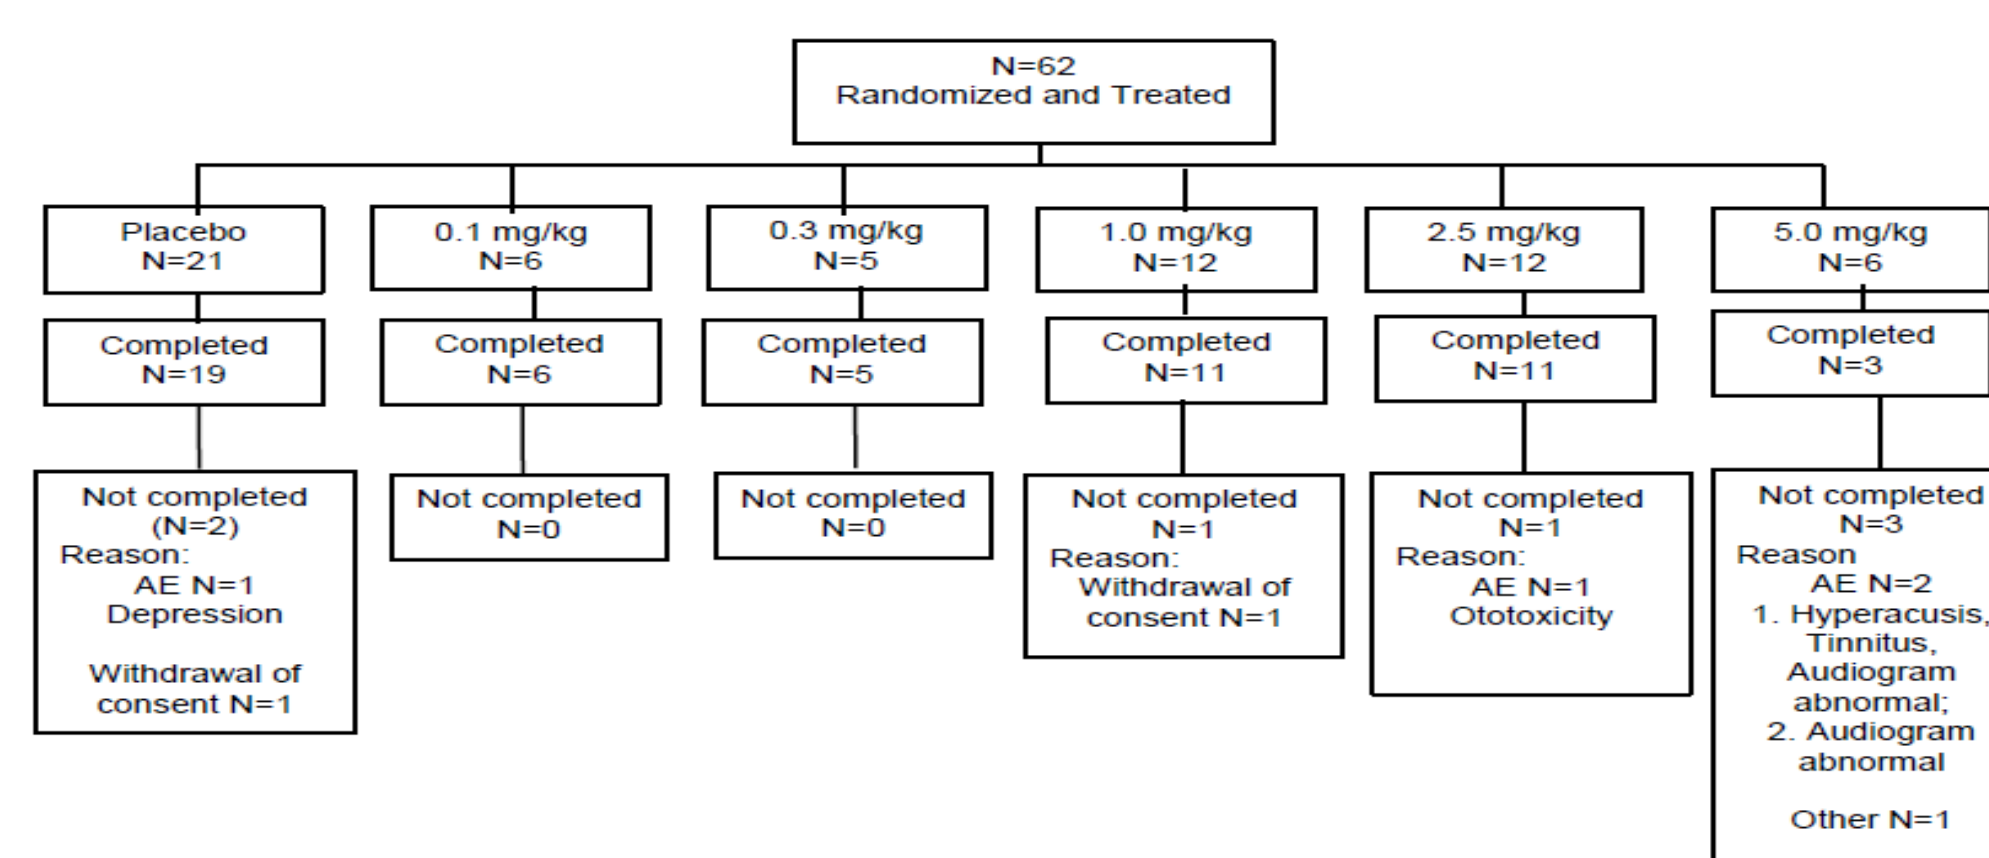 N=62
Randomized and Treated
Placebo
N=21
0.1 mg/kg
N=6
0.3 mg/kg
N=5
1.0 mg/kg
N=12
2.5 mg/kg
N=12
5.0 mg/kg
N=6
Completed
N=19
Completed
N=6
Completed
N=5
Completed
N=11
Completed
N=11
Completed
N=3
Not completed
(N=2)
Reason:
AE N=1
Depression
Withdrawal of
consent N=1
Not completed
N=0
Not completed
N=0
Not completed
N=1
Reason:
Withdrawal of
consent N=1
Not completed
N=1
Reason:
AE N=1
Ototoxicity
Not completed
N=3
Reason
AE N=2
1. Hyperacusis,
Tinnitus,
Audiogram
abnormal;
2. Audiogram
abnormal
Other N=1